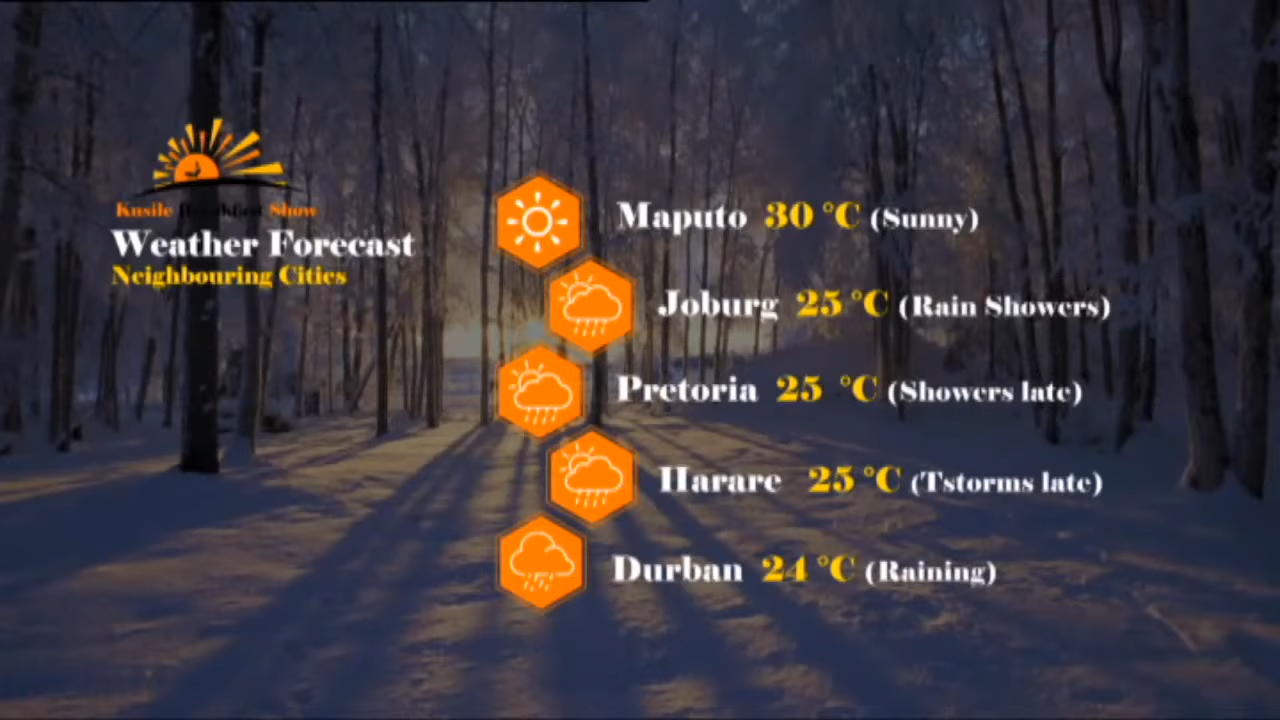 Kusile Breakfast Show
Weather Forecast
Neighbouring Cities
Maputo 30 °C (Sunny)
Joburg 25 °C (Rain Showers)
Pretoria 25 °C (Showers late)
Harare 25 °C (Tstorms late)
Durban 24 °C (Raining)